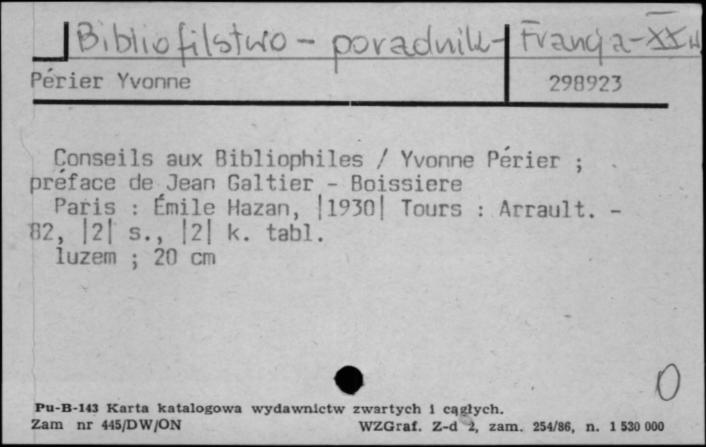 Bibliofilstwo - poradnik - Francja - XX w
Périer Yvonne 298923
Conseils aux Bibliophiles / Yvonne Périer ;
préface de Jean Galtier - Boissiere
Paris : Émile Hazan, |1930| Tours : Arrault. -
82, |2| s., |2| k. tabl.
luzem ; 20 cm
0
Pu-B-143 Karta katalogowa wydawnictw zwartych i cągłych.
Zam nr 445/DW/ON WZGraf. Z-d 2, zam. 254/86, n. 1 530 000